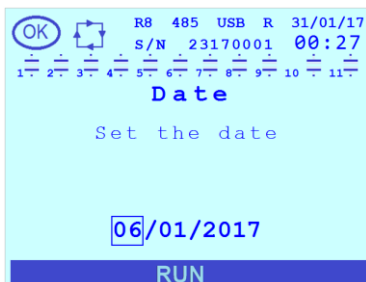 OK R8 485 USB R 31/01/17
S/N 23170001 00:27
1 2 3 4 5 6 7 8 9 10 11
Date
Set the date
06/01/2017
RUN